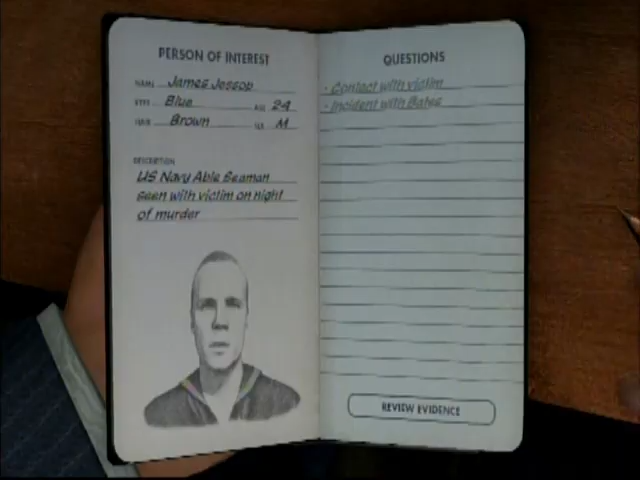 PERSON OF INTEREST
NAME James Jessop
EYES Blue AGE 24
HAIR Brown SEX M
DESCRIPTION
US Navy Able Seaman
seen with victim on night
of murder
QUESTIONS
- Contact with victim
- Incident with Bates
REVIEW EVIDENCE